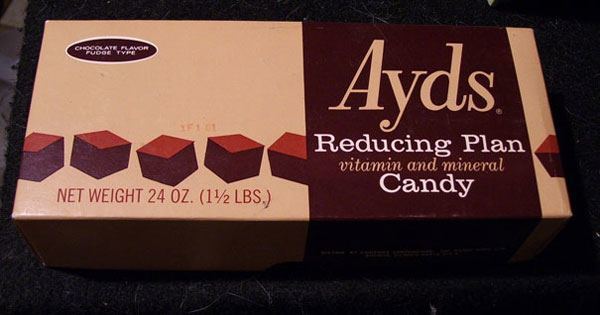 CHOCOLATE FLAVOR
FUDGE TYPE
Ayds®
Reducing Plan
vitamin and mineral
Candy
NET WEIGHT 24 OZ. (1½ LBS.)